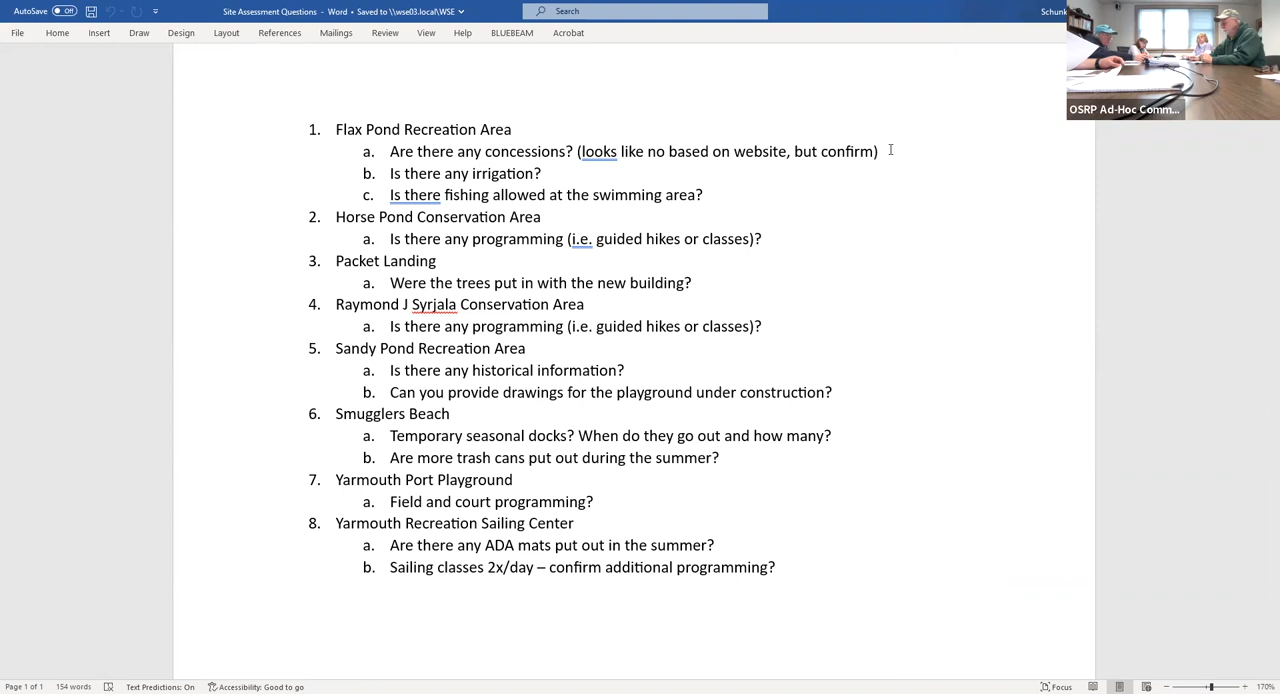 AutoSave Off Site Assessment Questions - Word • Saved to \\wse03.local\WSE Search Schunk
File Home Insert Draw Design Layout References Mailings Review View Help BLUEBEAM Acrobat
OSRP Ad-Hoc Comm...
1. Flax Pond Recreation Area
a. Are there any concessions? (looks like no based on website, but confirm)
b. Is there any irrigation?
c. Is there fishing allowed at the swimming area?
2. Horse Pond Conservation Area
a. Is there any programming (i.e. guided hikes or classes)?
3. Packet Landing
a. Were the trees put in with the new building?
4. Raymond J Syrjala Conservation Area
a. Is there any programming (i.e. guided hikes or classes)?
5. Sandy Pond Recreation Area
a. Is there any historical information?
b. Can you provide drawings for the playground under construction?
6. Smugglers Beach
a. Temporary seasonal docks? When do they go out and how many?
b. Are more trash cans put out during the summer?
7. Yarmouth Port Playground
a. Field and court programming?
8. Yarmouth Recreation Sailing Center
a. Are there any ADA mats put out in the summer?
b. Sailing classes 2x/day – confirm additional programming?
Page 1 of 1 154 words Text Predictions: On Accessibility: Good to go Focus 170%